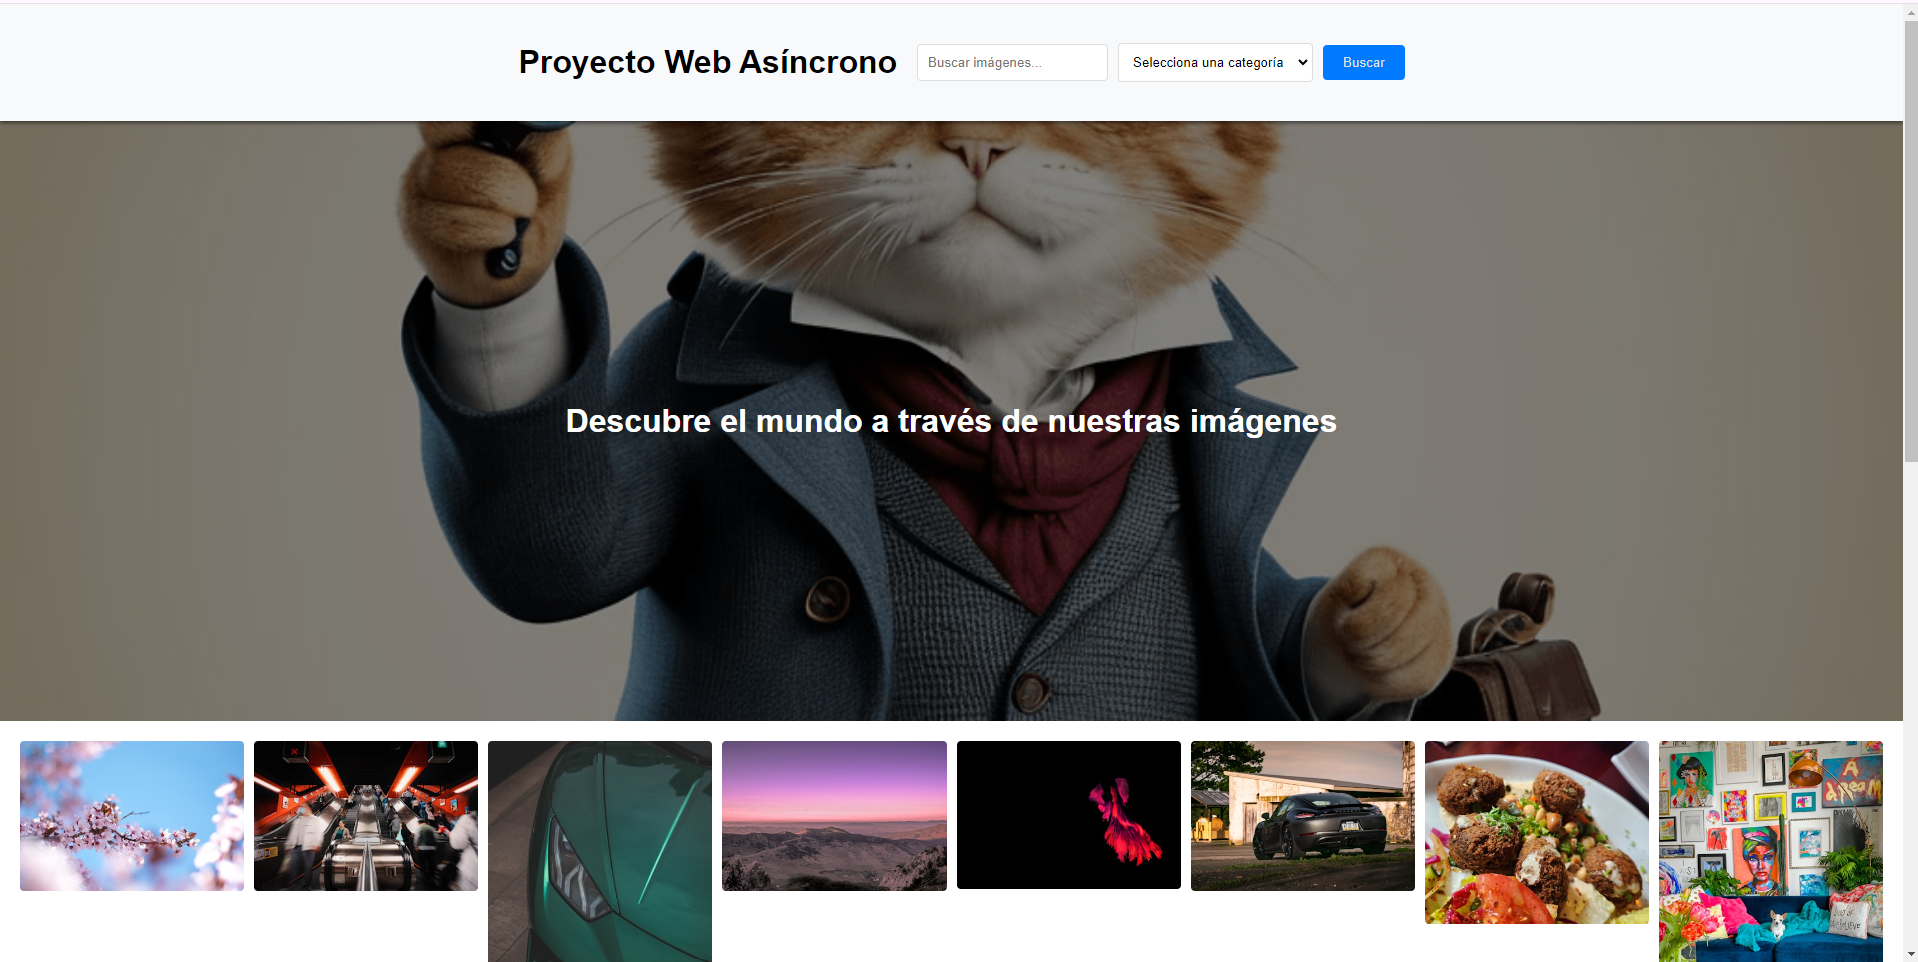 Proyecto Web Asíncrono
Buscar imágenes...
Selecciona una categoría
Buscar
Descubre el mundo a través de nuestras imágenes
A